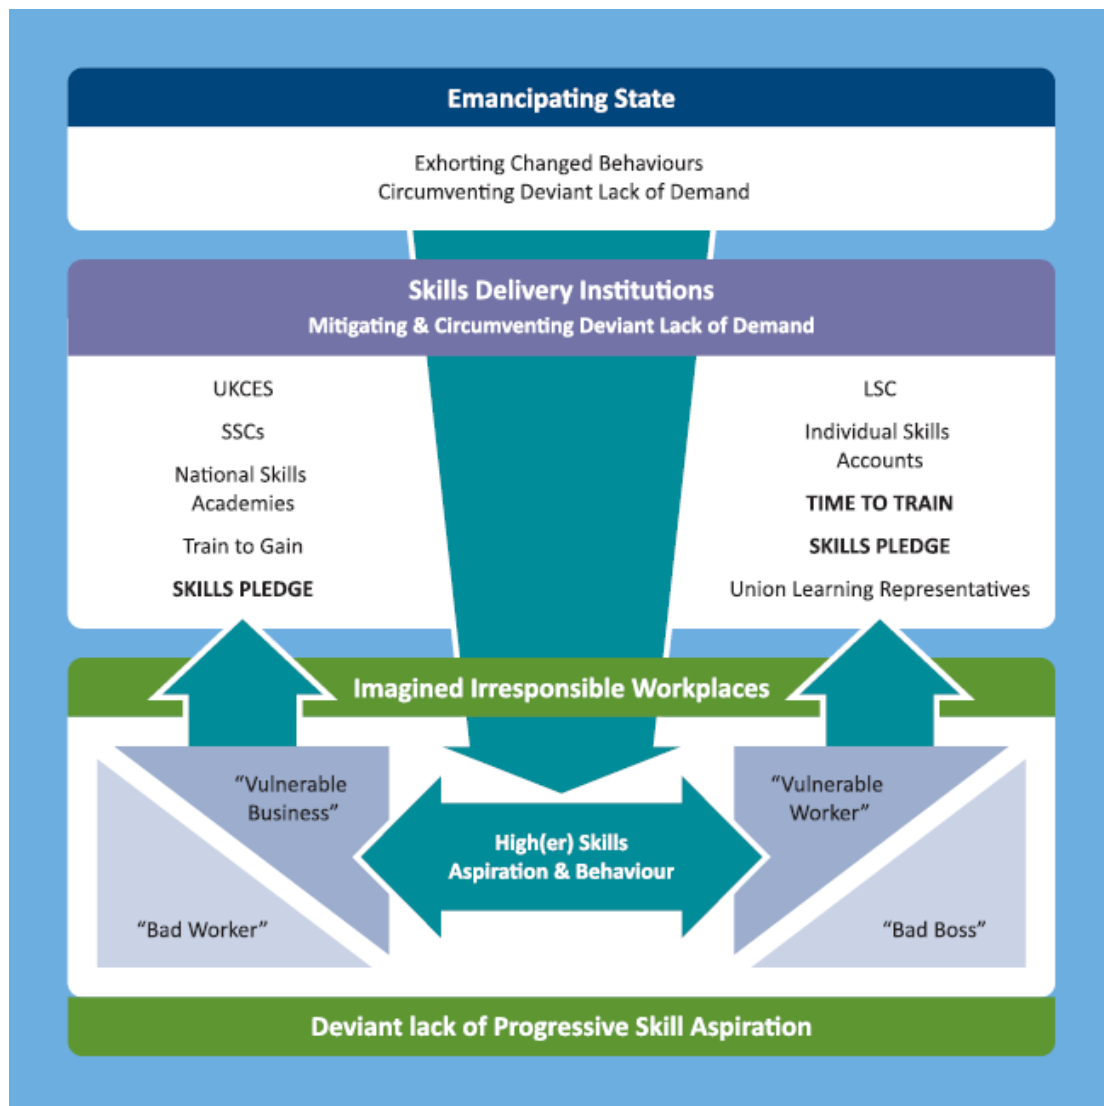 Emancipating State
Exhorting Changed Behaviours
Circumventing Deviant Lack of Demand
Skills Delivery Institutions
Mitigating & Circumventing Deviant Lack of Demand
UKCES
SSCs
National Skills
Academies
Train to Gain
SKILLS PLEDGE
LSC
Individual Skills
Accounts
TIME TO TRAIN
SKILLS PLEDGE
Union Learning Representatives
Imagined Irresponsible Workplaces
“Vulnerable
Business”
“Bad Worker”
High(er) Skills
Aspiration & Behaviour
“Vulnerable
Worker”
“Bad Boss”
Deviant lack of Progressive Skill Aspiration